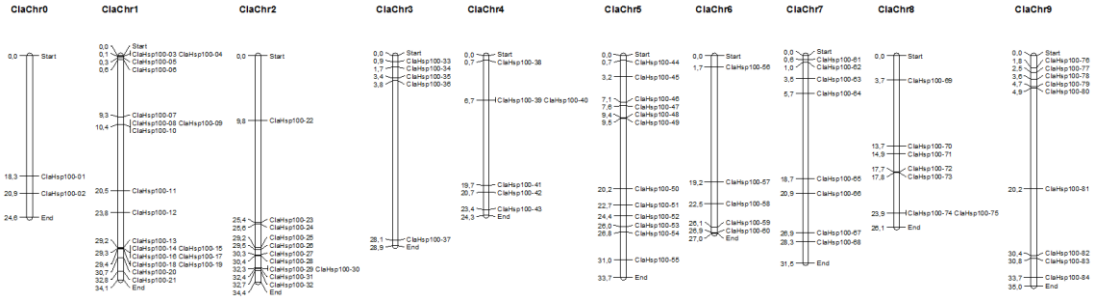 ClaChr0
0,0 Start
18,3 ClaHsp100-01
20,9 ClaHsp100-02
24,6 End
ClaChr1
0,0 Start
0,1 ClaHsp100-03 ClaHsp100-04
0,3 ClaHsp100-05
0,6 ClaHsp100-06
9,3 ClaHsp100-07
10,4 ClaHsp100-08 ClaHsp100-09
ClaHsp100-10
20,5 ClaHsp100-11
23,8 ClaHsp100-12
29,2 ClaHsp100-13
ClaHsp100-14 ClaHsp100-15
29,3 ClaHsp100-16 ClaHsp100-17
29,4 ClaHsp100-18 ClaHsp100-19
30,7 ClaHsp100-20
32,8 ClaHsp100-21
34,1 End
ClaChr2
0,0 Start
9,8 ClaHsp100-22
25,4 ClaHsp100-23
25,6 ClaHsp100-24
29,2 ClaHsp100-25
29,5 ClaHsp100-26
30,3 ClaHsp100-27
30,4 ClaHsp100-28
32,3 ClaHsp100-29 ClaHsp100-30
32,4 ClaHsp100-31
32,7 ClaHsp100-32
34,4 End
ClaChr3
0,0 Start
0,9 ClaHsp100-33
1,7 ClaHsp100-34
3,4 ClaHsp100-35
3,8 ClaHsp100-36
28,1 ClaHsp100-37
28,9 End
ClaChr4
0,0 Start
0,7 ClaHsp100-38
6,7 ClaHsp100-39 ClaHsp100-40
19,7 ClaHsp100-41
20,7 ClaHsp100-42
23,4 ClaHsp100-43
24,3 End
ClaChr5
0,0 Start
0,7 ClaHsp100-44
3,2 ClaHsp100-45
7,1 ClaHsp100-46
7,6 ClaHsp100-47
9,4 ClaHsp100-48
9,5 ClaHsp100-49
20,2 ClaHsp100-50
22,7 ClaHsp100-51
24,4 ClaHsp100-52
26,0 ClaHsp100-53
26,8 ClaHsp100-54
31,0 ClaHsp100-55
33,7 End
ClaChr6
0,0 Start
1,7 ClaHsp100-56
19,2 ClaHsp100-57
22,5 ClaHsp100-58
26,1 ClaHsp100-59
26,9 ClaHsp100-60
27,0 End
ClaChr7
0,0 Start
0,6 ClaHsp100-61
1,0 ClaHsp100-62
3,5 ClaHsp100-63
5,7 ClaHsp100-64
18,7 ClaHsp100-65
20,9 ClaHsp100-66
26,9 ClaHsp100-67
28,3 ClaHsp100-68
31,5 End
ClaChr8
0,0 Start
3,7 ClaHsp100-69
13,7 ClaHsp100-70
14,9 ClaHsp100-71
17,7 ClaHsp100-72
17,8 ClaHsp100-73
23,9 ClaHsp100-74 ClaHsp100-75
26,1 End
ClaChr9
0,0 Start
1,8 ClaHsp100-76
2,5 ClaHsp100-77
3,6 ClaHsp100-78
4,7 ClaHsp100-79
4,9 ClaHsp100-80
20,2 ClaHsp100-81
30,4 ClaHsp100-82
30,8 ClaHsp100-83
33,7 ClaHsp100-84
35,0 End